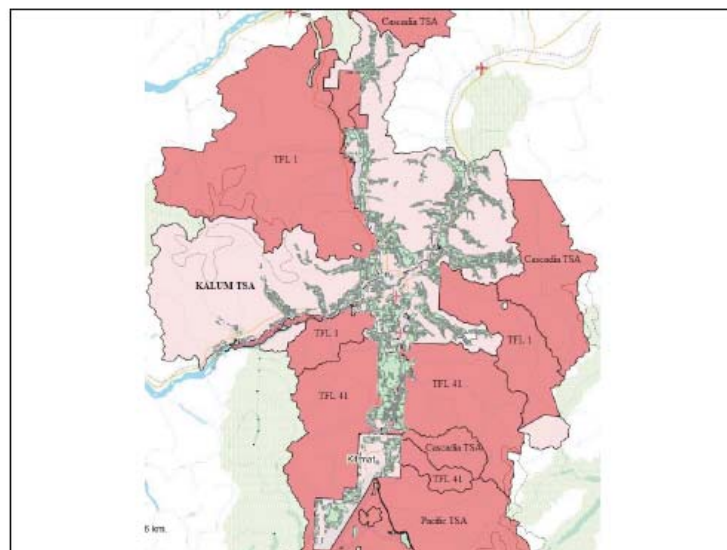 Cascadia TSA
TFL 1
Cascadia TSA
KALUM TSA
TFL 1
TFL 1
TFL 41
TFL 41
Cascadia TSA
Kitimat
TFL 41
Pacific TSA
6 km.